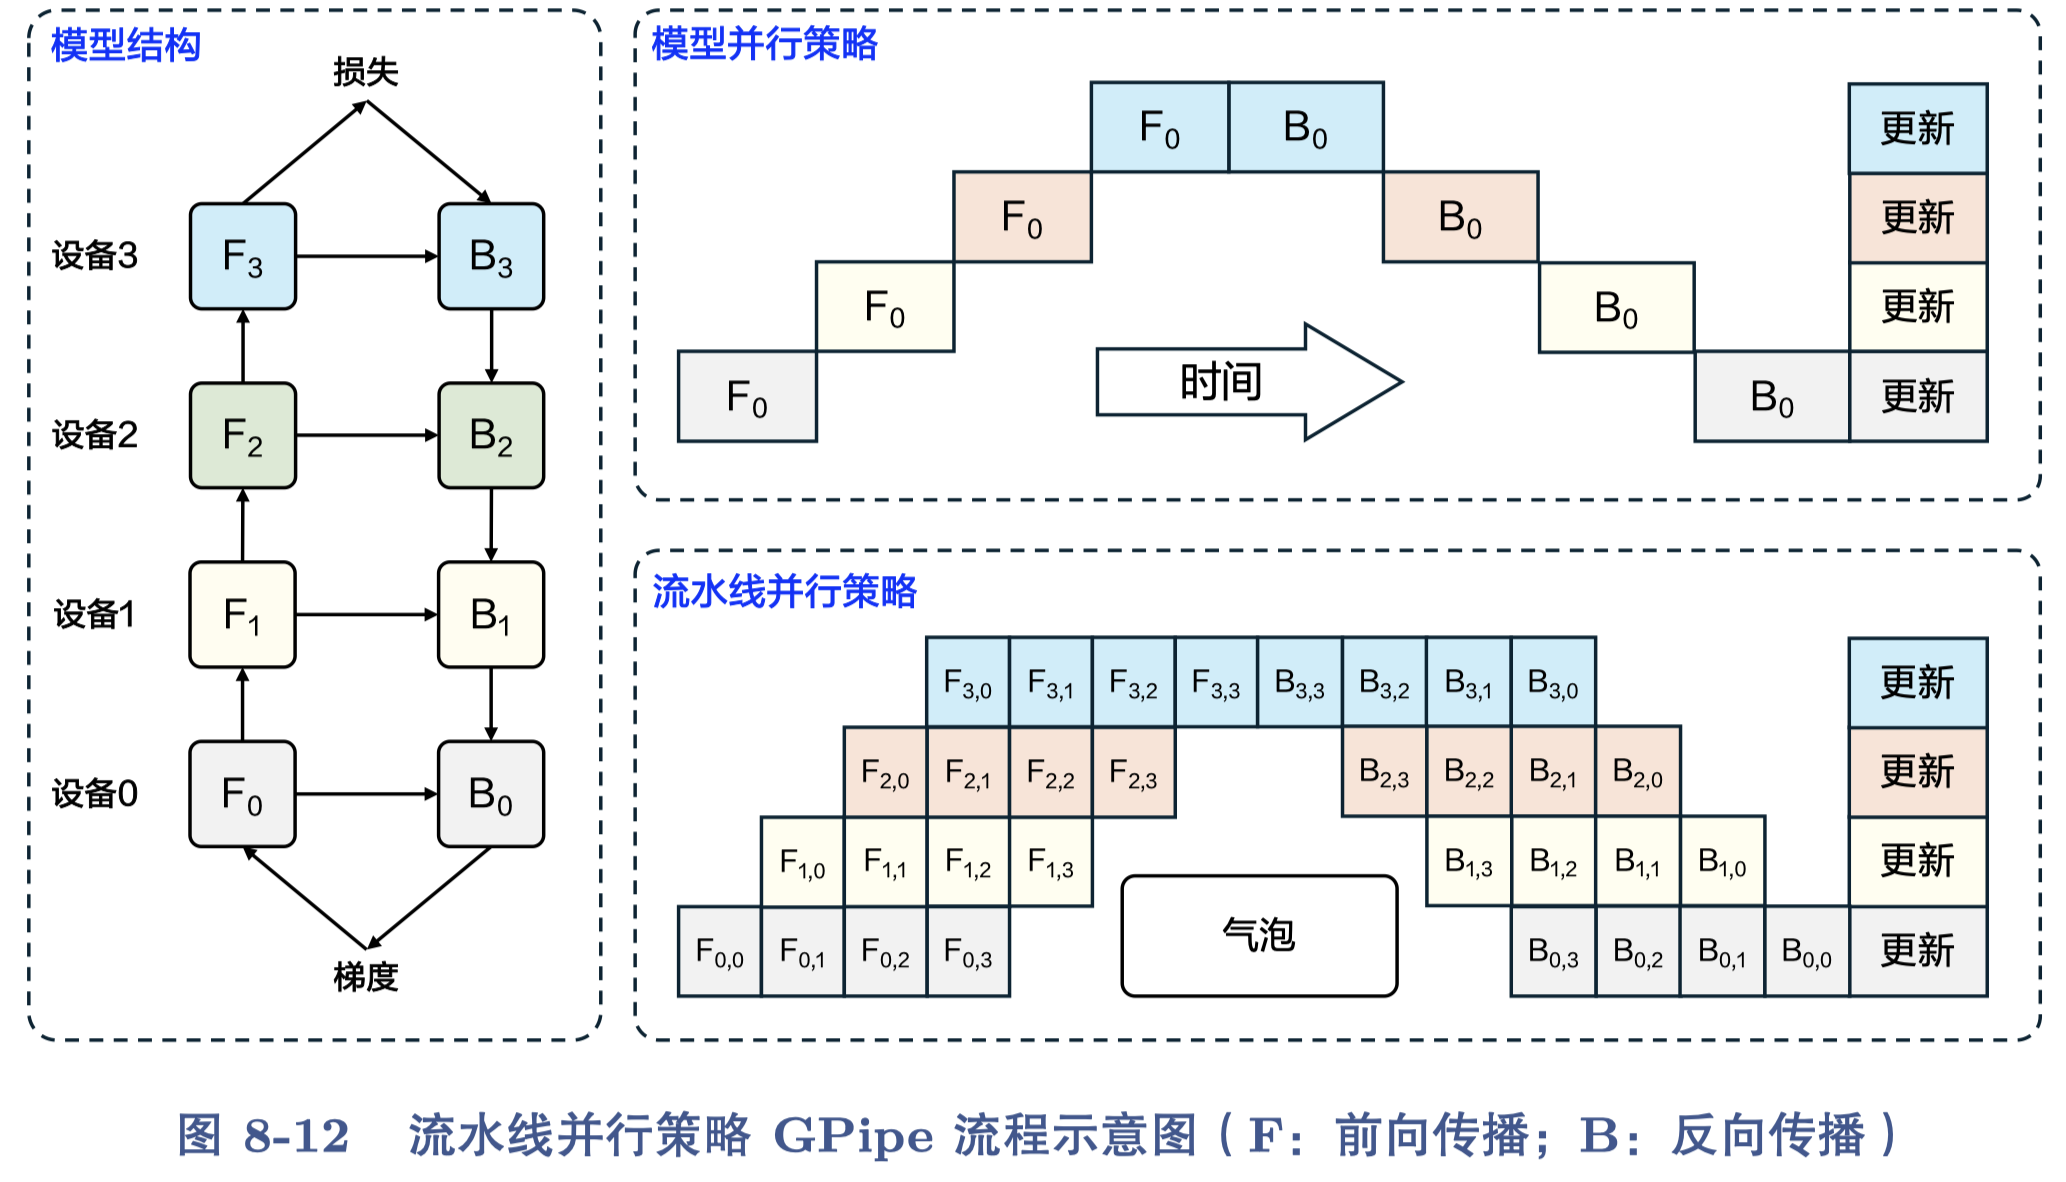 模型结构
损失
设备3 F3 B3
设备2 F2 B2
设备1 F1 B1
设备0 F0 B0
梯度
模型并行策略
F0 B0 更新
F0 B0 更新
F0 B0 更新
F0 B0 更新
时间
流水线并行策略
F3,0 F3,1 F3,2 F3,3 B3,3 B3,2 B3,1 B3,0 更新
F2,0 F2,1 F2,2 F2,3 B2,3 B2,2 B2,1 B2,0 更新
F1,0 F1,1 F1,2 F1,3 B1,3 B1,2 B1,1 B1,0 更新
F0,0 F0,1 F0,2 F0,3 B0,3 B0,2 B0,1 B0,0 更新
气泡
图 8-12 流水线并行策略 GPipe 流程示意图（F：前向传播；B：反向传播）